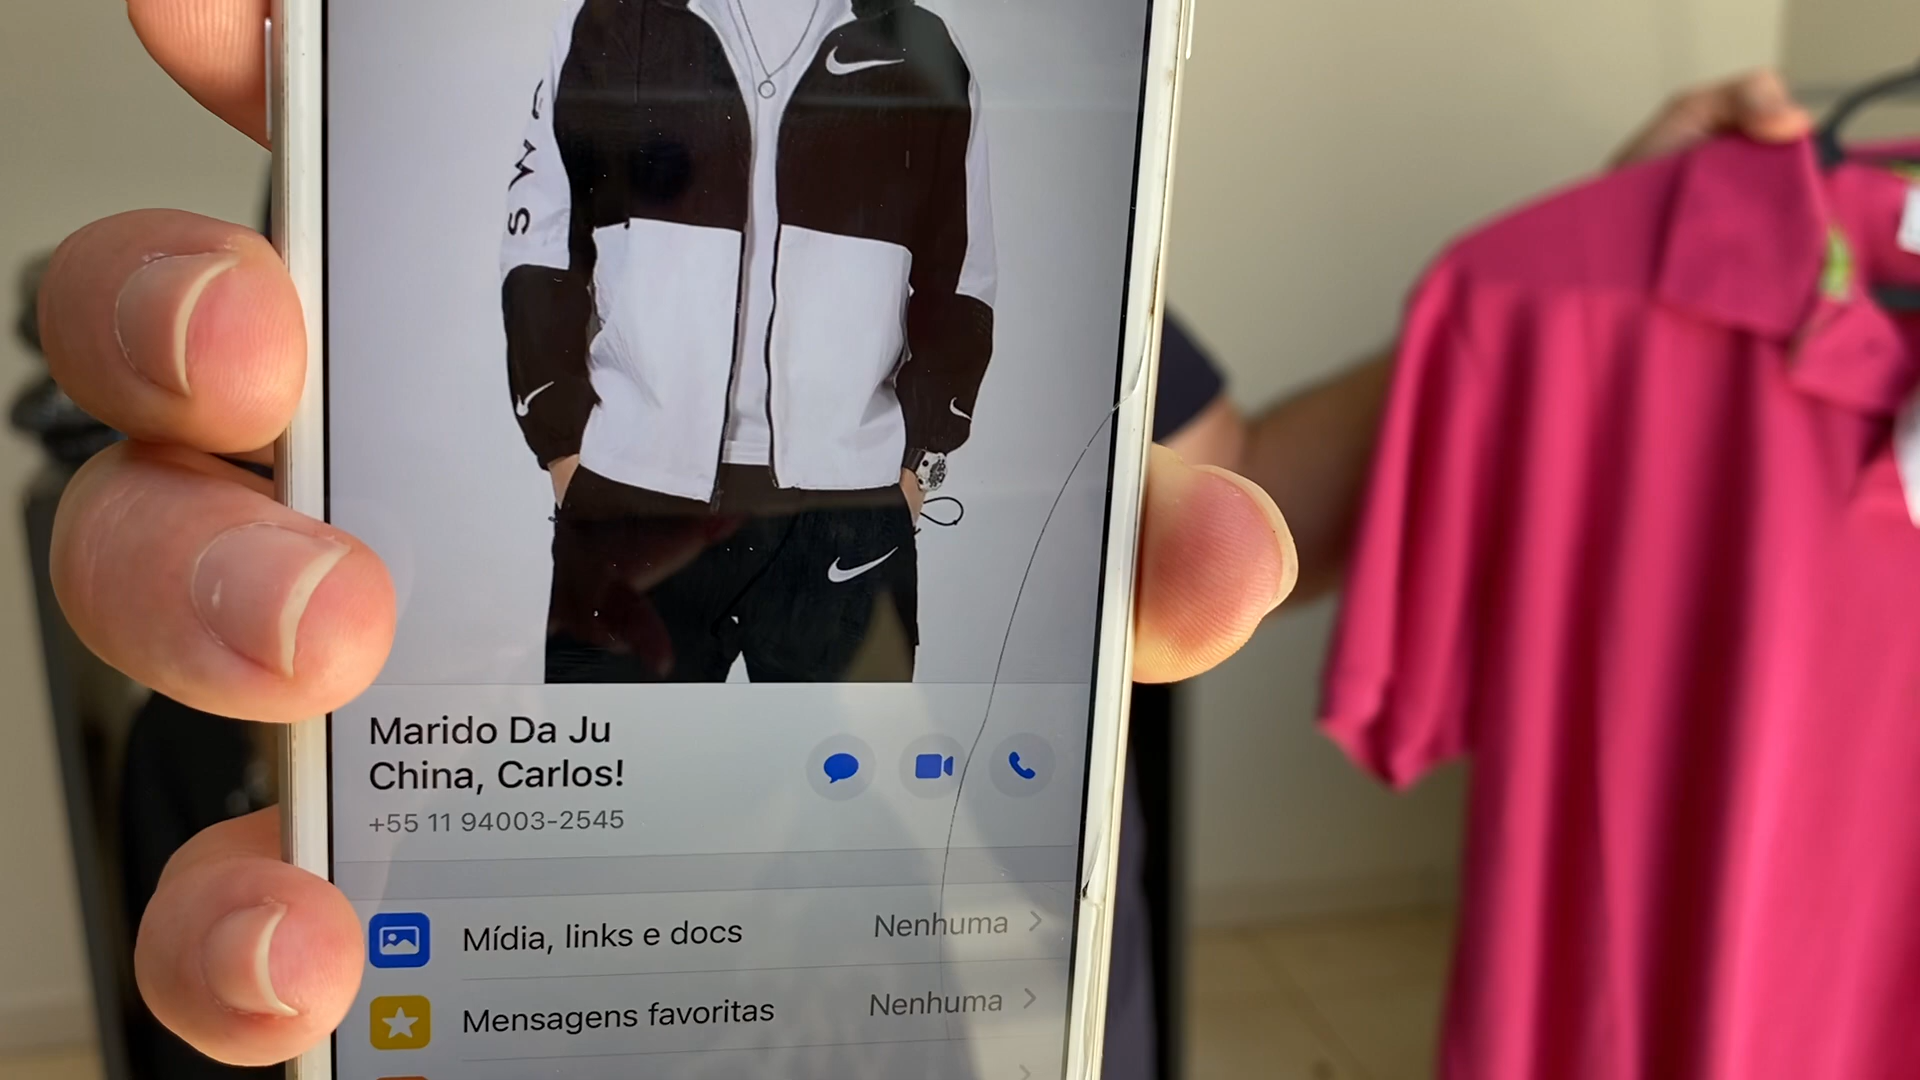 Marido Da Ju
China, Carlos!
+55 11 94003-2545
Mídia, links e docs Nenhuma
Mensagens favoritas Nenhuma